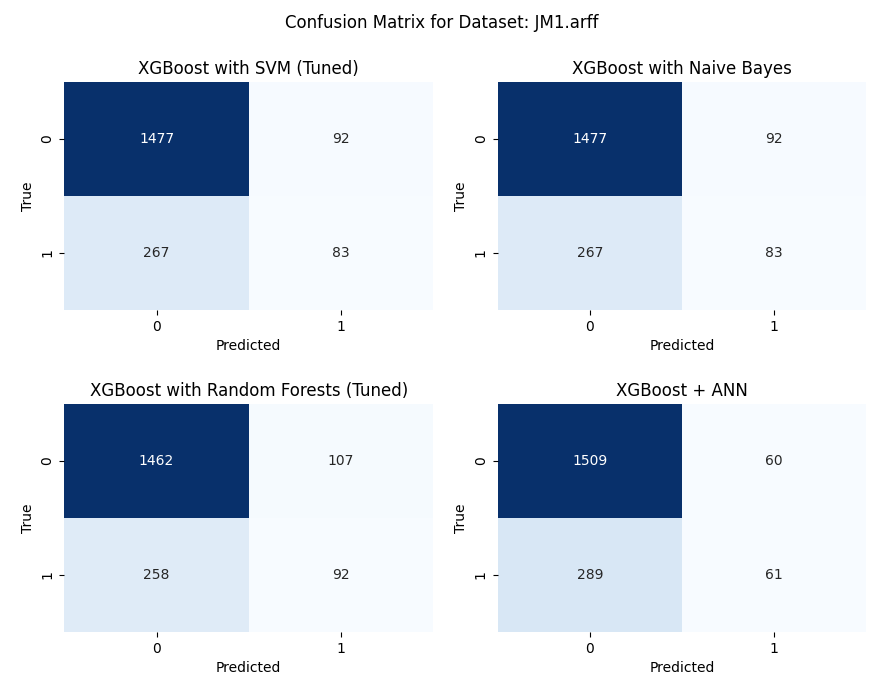 Confusion Matrix for Dataset: JM1.arff
XGBoost with SVM (Tuned)
0
1477
92
True
1
267
83
0
1
Predicted
XGBoost with Naive Bayes
0
1477
92
True
1
267
83
0
1
Predicted
XGBoost with Random Forests (Tuned)
0
1462
107
True
1
258
92
0
1
Predicted
XGBoost + ANN
0
1509
60
True
1
289
61
0
1
Predicted